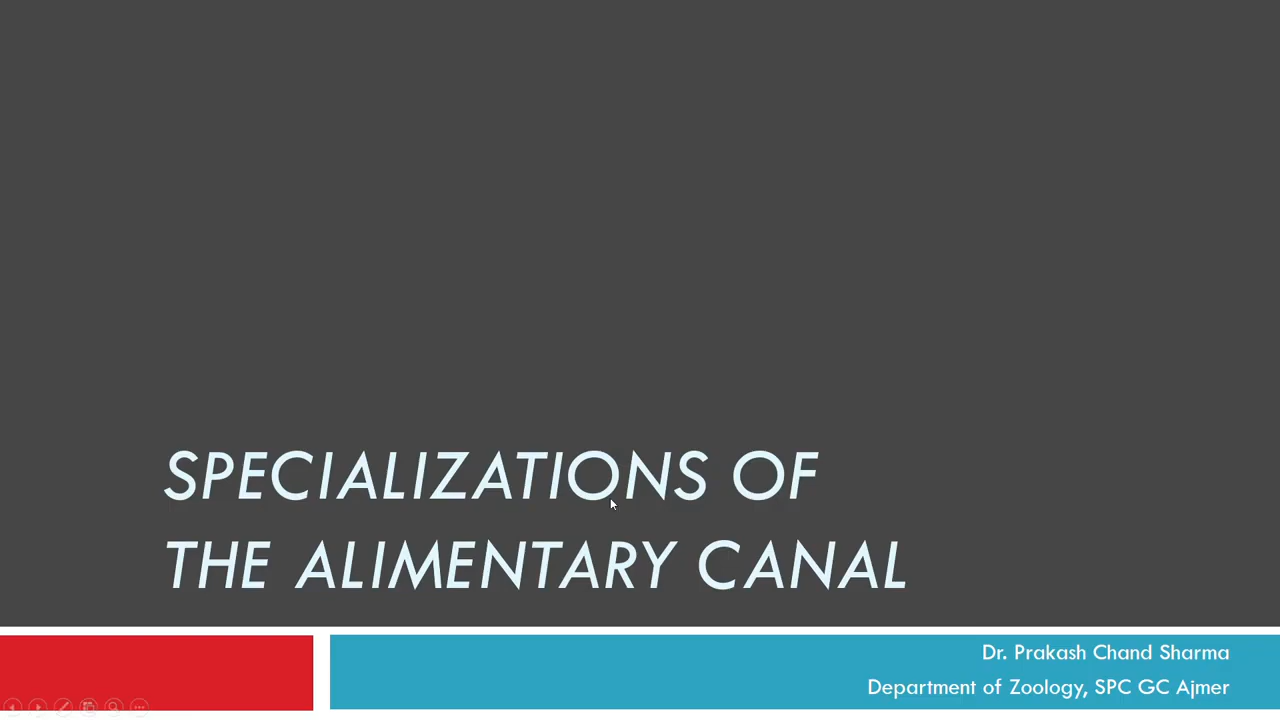 SPECIALIZATIONS OF
THE ALIMENTARY CANAL
Dr. Prakash Chand Sharma
Department of Zoology, SPC GC Ajmer